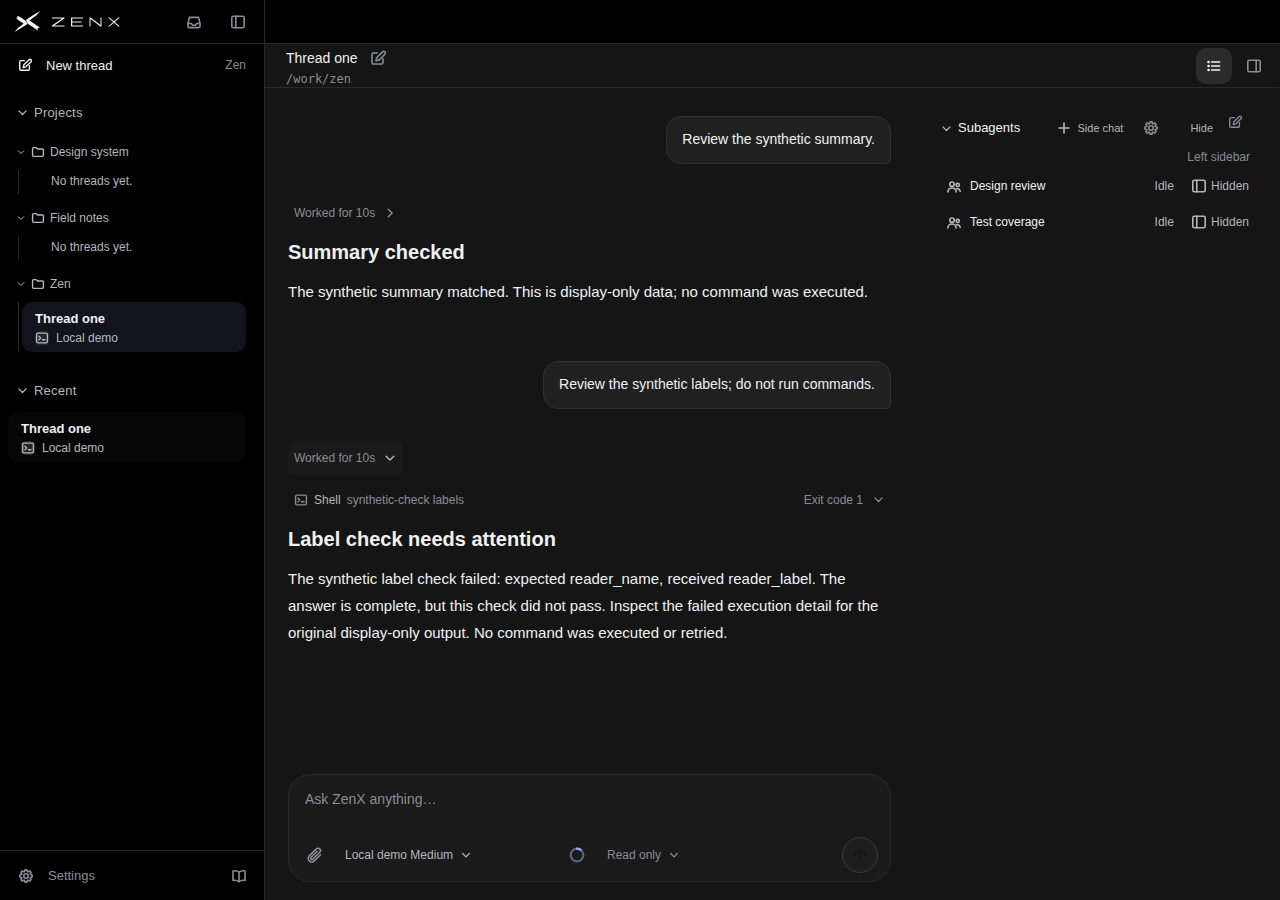 ZENX
New thread
Zen
Projects
Design system
No threads yet.
Field notes
No threads yet.
Zen
Thread one
Local demo
Recent
Thread one
Local demo
Settings
Thread one
/work/zen
Review the synthetic summary.
Worked for 10s
Summary checked
The synthetic summary matched. This is display-only data; no command was executed.
Review the synthetic labels; do not run commands.
Worked for 10s
Shell synthetic-check labels
Exit code 1
Label check needs attention
The synthetic label check failed: expected reader_name, received reader_label. The
answer is complete, but this check did not pass. Inspect the failed execution detail for the
original display-only output. No command was executed or retried.
Ask ZenX anything…
Local demo Medium
Read only
Subagents
Side chat
Hide
Left sidebar
Design review
Idle
Hidden
Test coverage
Idle
Hidden